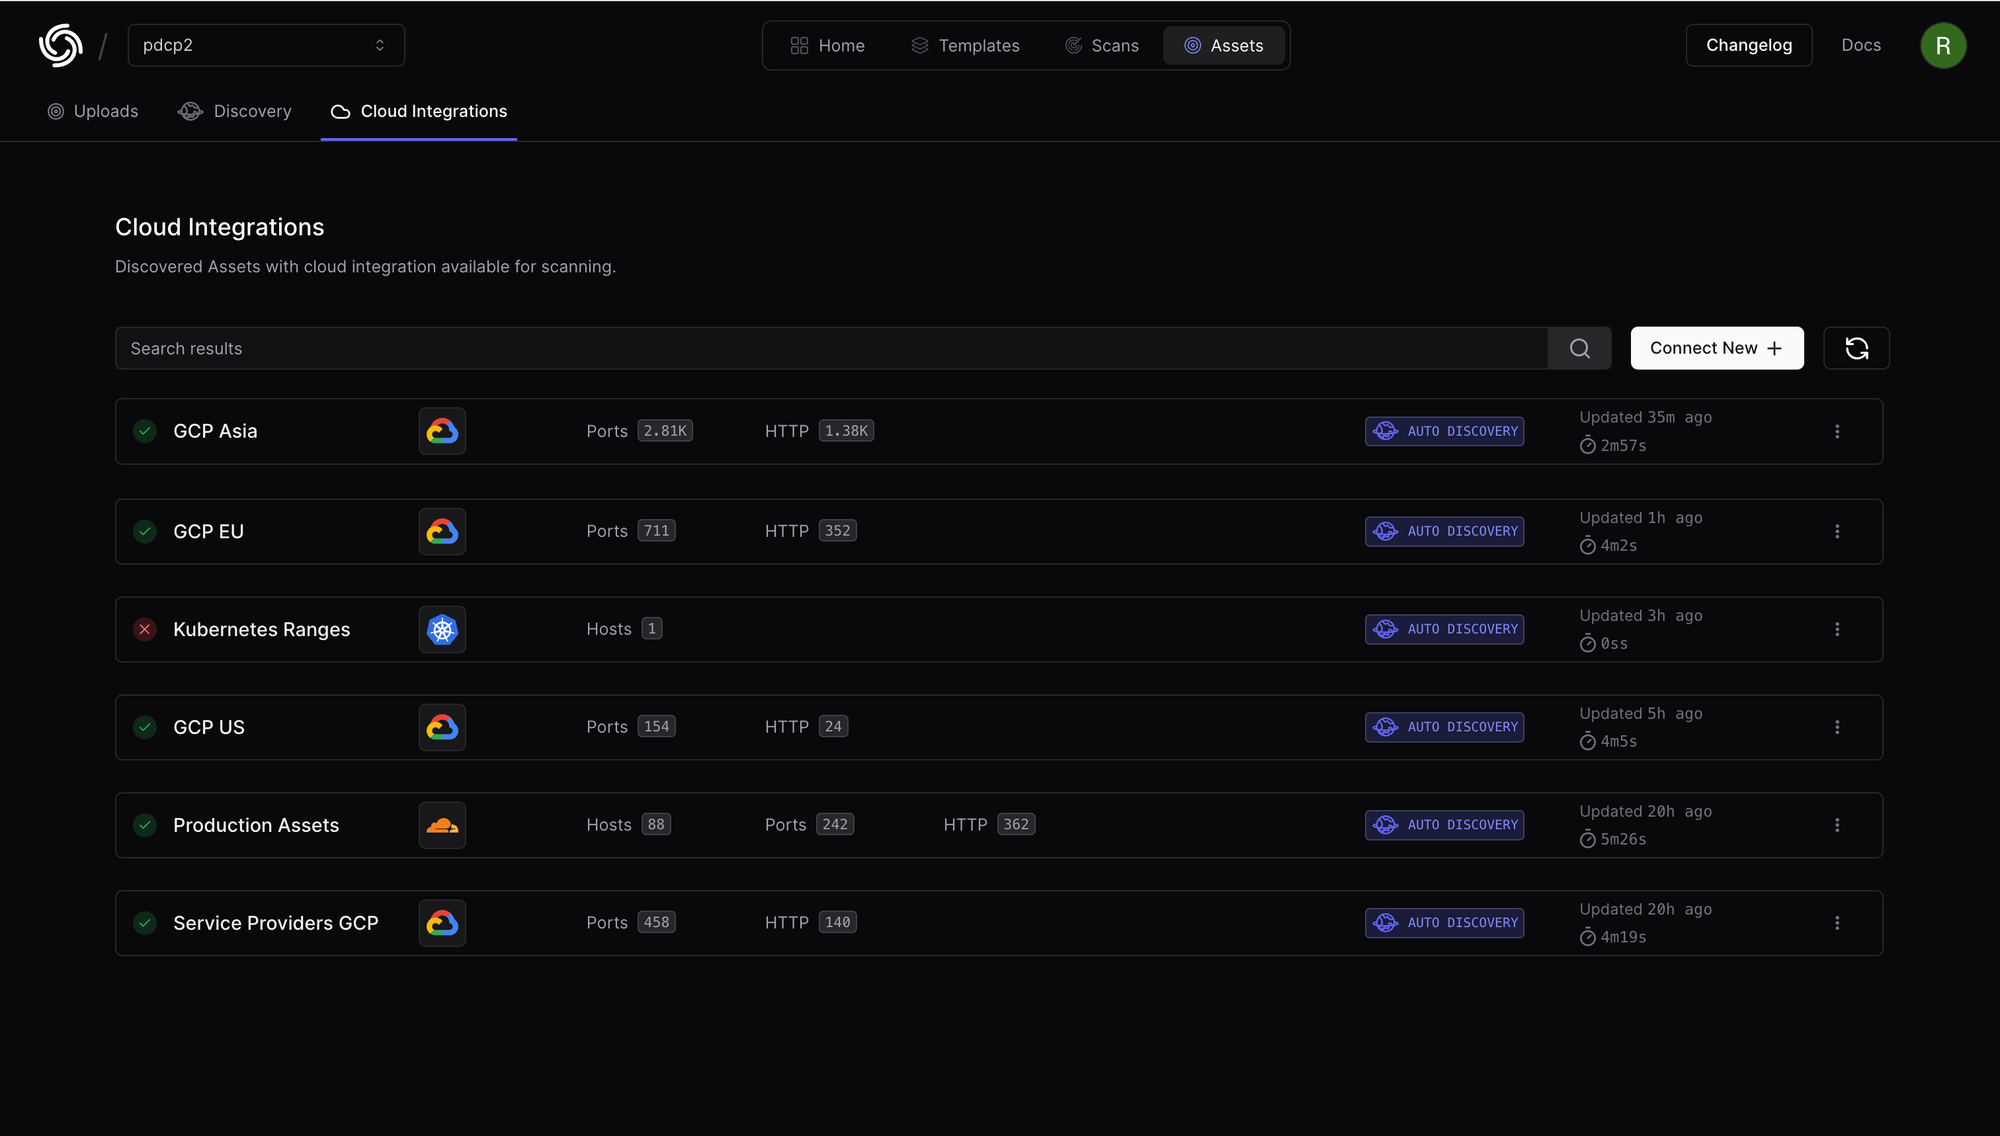 / pdcp2 Home Templates Scans Assets Changelog Docs R
Uploads Discovery Cloud Integrations
Cloud Integrations
Discovered Assets with cloud integration available for scanning.
Search results Connect New +
GCP Asia Ports 2.81K HTTP 1.38K AUTO DISCOVERY Updated 35m ago
2m57s
GCP EU Ports 711 HTTP 352 AUTO DISCOVERY Updated 1h ago
4m2s
Kubernetes Ranges Hosts 1 AUTO DISCOVERY Updated 3h ago
0ss
GCP US Ports 154 HTTP 24 AUTO DISCOVERY Updated 5h ago
4m5s
Production Assets Hosts 88 Ports 242 HTTP 362 AUTO DISCOVERY Updated 20h ago
5m26s
Service Providers GCP Ports 458 HTTP 140 AUTO DISCOVERY Updated 20h ago
4m19s